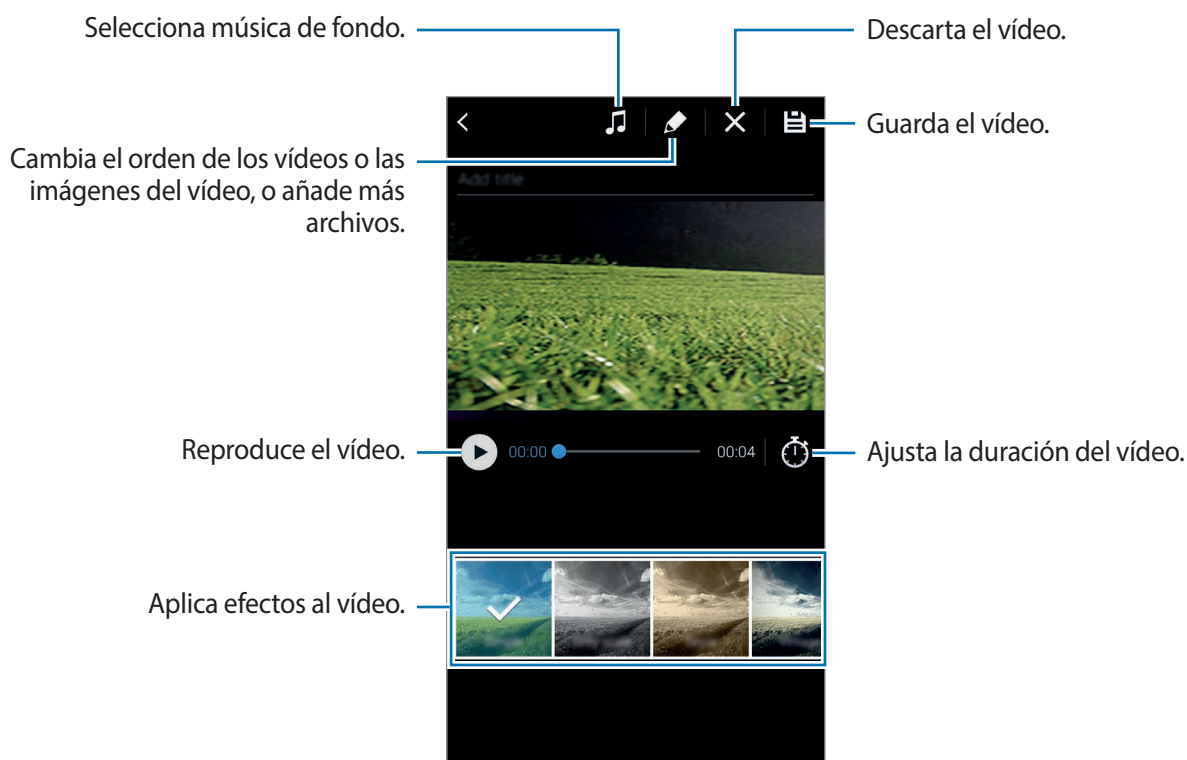 Selecciona música de fondo.
Descarta el vídeo.
Guarda el vídeo.
Cambia el orden de los vídeos o las
imágenes del vídeo, o añade más
archivos.
Add title
Reproduce el vídeo.
00:00
00:04
Ajusta la duración del vídeo.
Aplica efectos al vídeo.